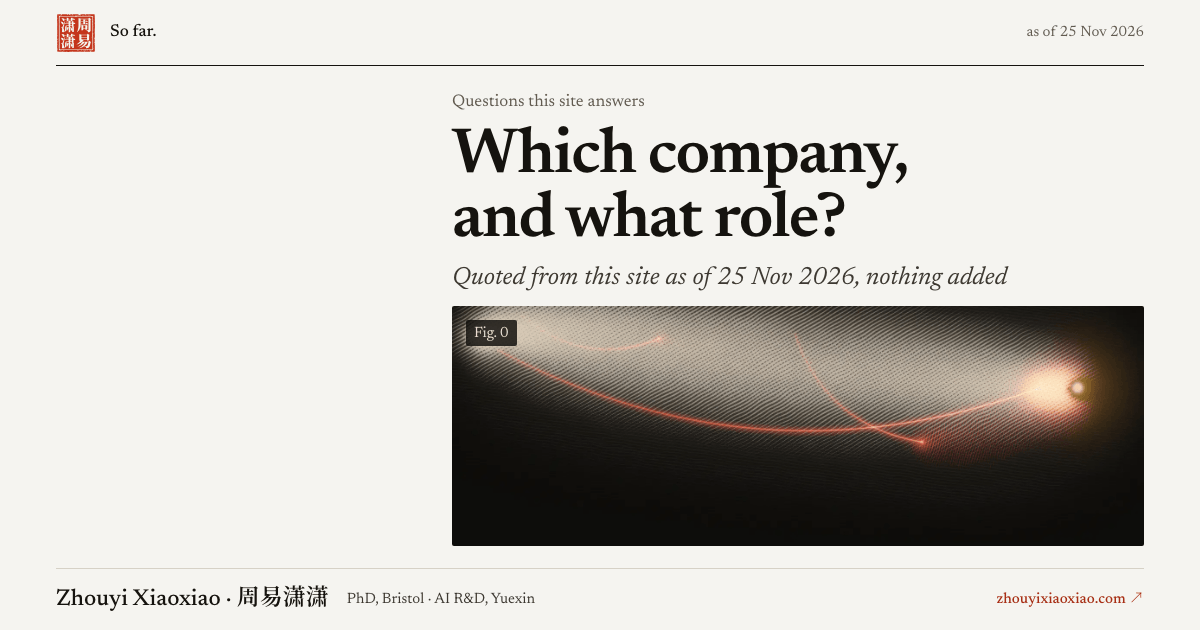 周易潇潇
So far.
as of 25 Nov 2026
Questions this site answers
Which company,
and what role?
Quoted from this site as of 25 Nov 2026, nothing added
Fig. 0
Zhouyi Xiaoxiao · 周易潇潇
PhD, Bristol · AI R&D, Yuexin
zhouyixiaoxiao.com ↗